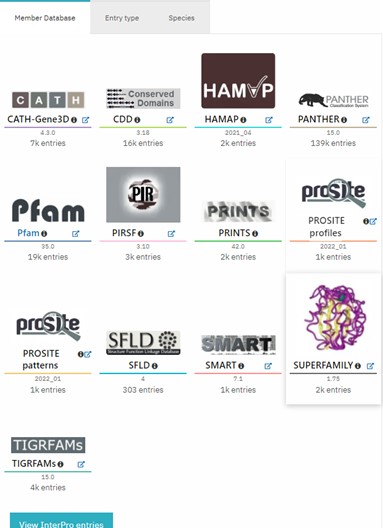 Member Database Entry type Species
CATH Conserved Domains HAMAP PANTHER Classification System
CATH-Gene3D CDD HAMAP PANTHER
4.3.0 3.18 2021_04 15.0
7k entries 16k entries 2k entries 139k entries
Pfam PIR PRINTS prosite
Pfam PIRSF PRINTS PROSITE profiles
35.0 3.10 42.0 2022_01
19k entries 3k entries 2k entries 1k entries
prosite SFLD Structure Function Linkage Database SMART
PROSITE patterns SFLD SMART SUPERFAMILY
2022_01 4 7.1 1.75
1k entries 303 entries 1k entries 2k entries
TIGRFAMs
TIGRFAMs
15.0
4k entries
View InterPro entries